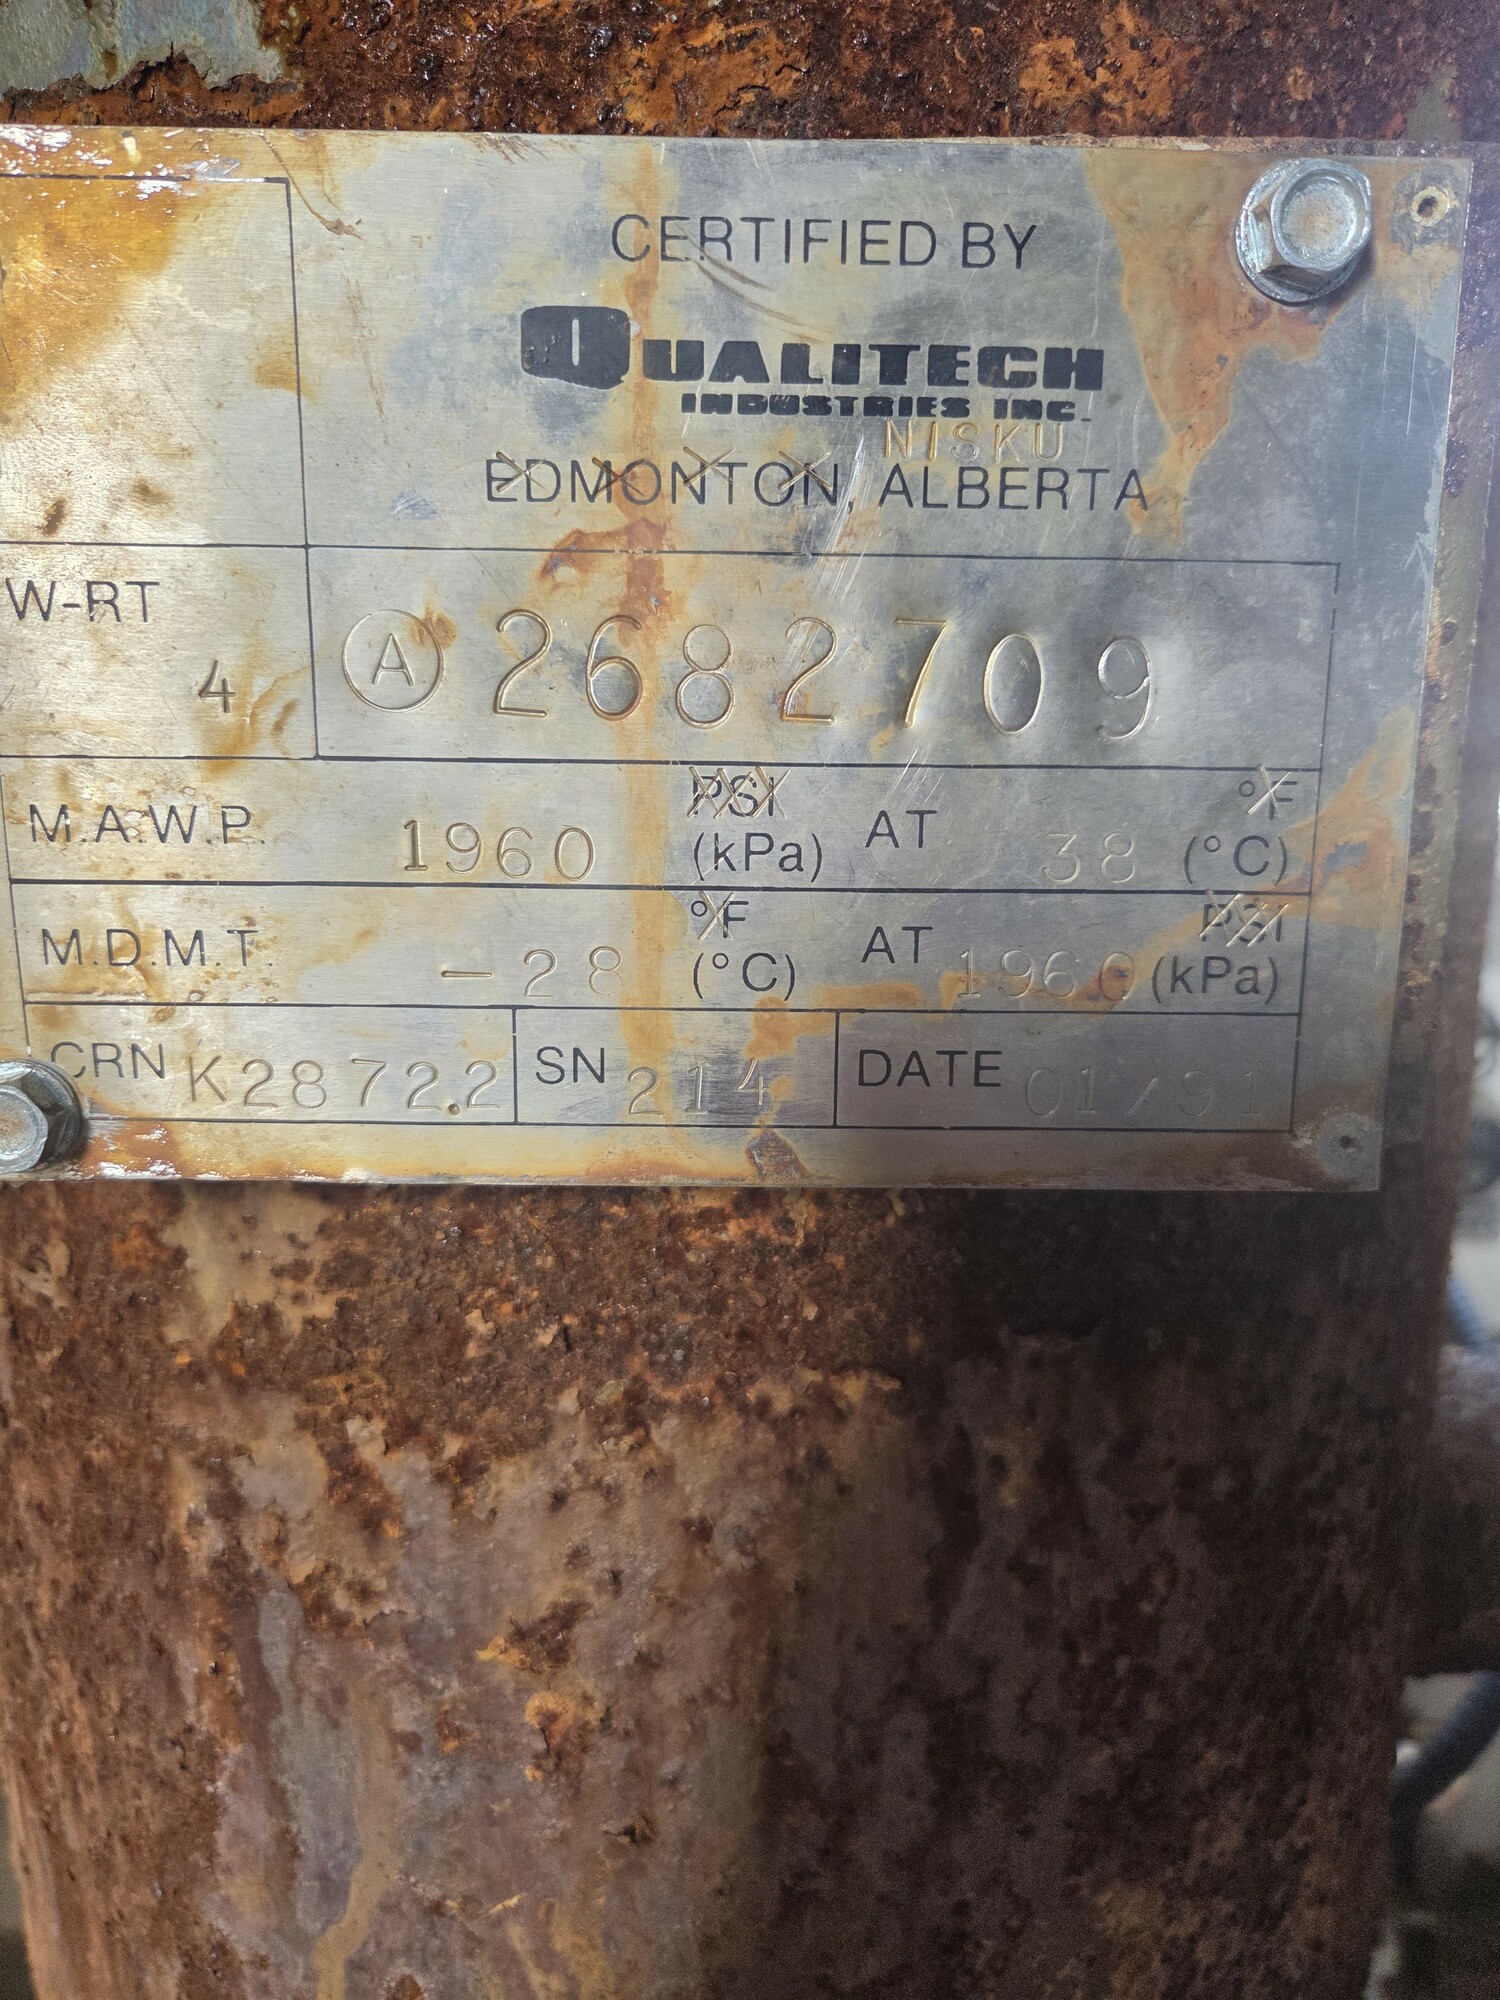 CERTIFIED BY
QUALITECH
INDUSTRIES INC.
NISKU
EDMONTON, ALBERTA
W-RT
4
A 2682709
M.A.W.P. 1960 PSI (kPa) AT 38 °F (°C)
M.D.M.T. -28 °F (°C) AT 1960 PSI (kPa)
CRN K2872.2 SN 214 DATE 01/91